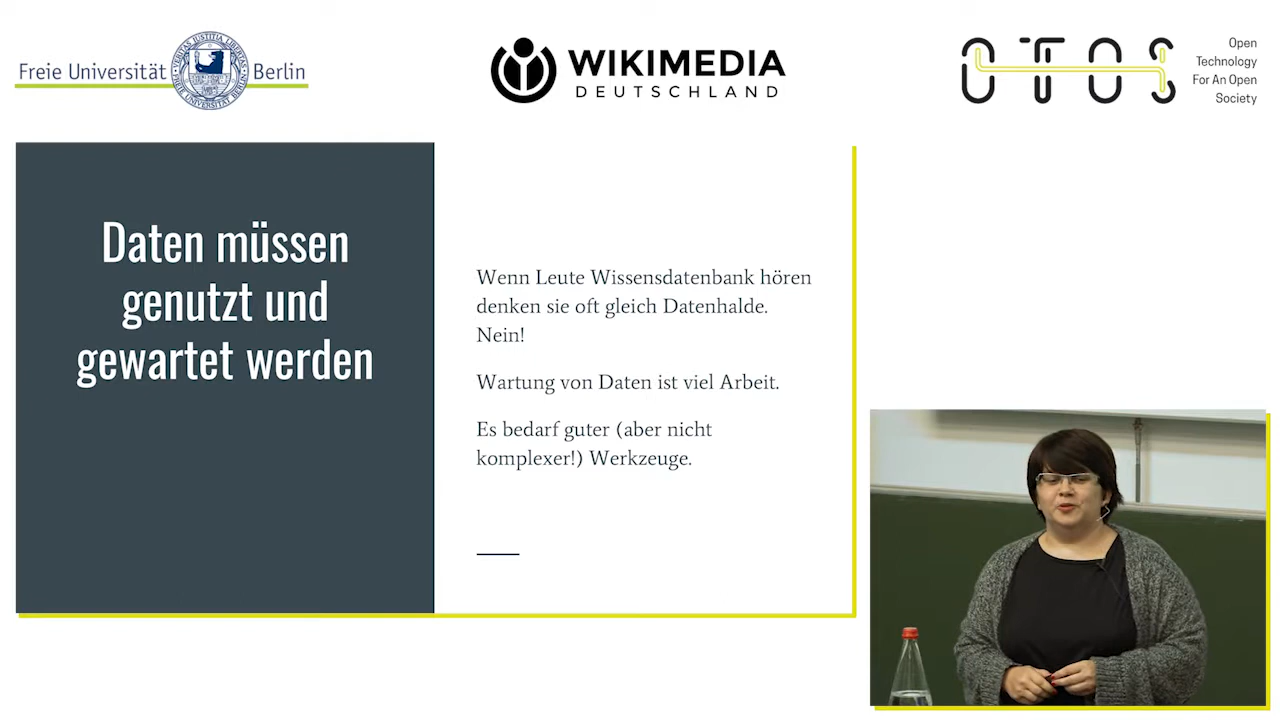 Freie Universität Berlin
WIKIMEDIA
DEUTSCHLAND
OTOS
Open
Technology
For An Open
Society
Daten müssen
genutzt und
gewartet werden
Wenn Leute Wissensdatenbank hören
denken sie oft gleich Datenhalde.
Nein!
Wartung von Daten ist viel Arbeit.
Es bedarf guter (aber nicht
komplexer!) Werkzeuge.